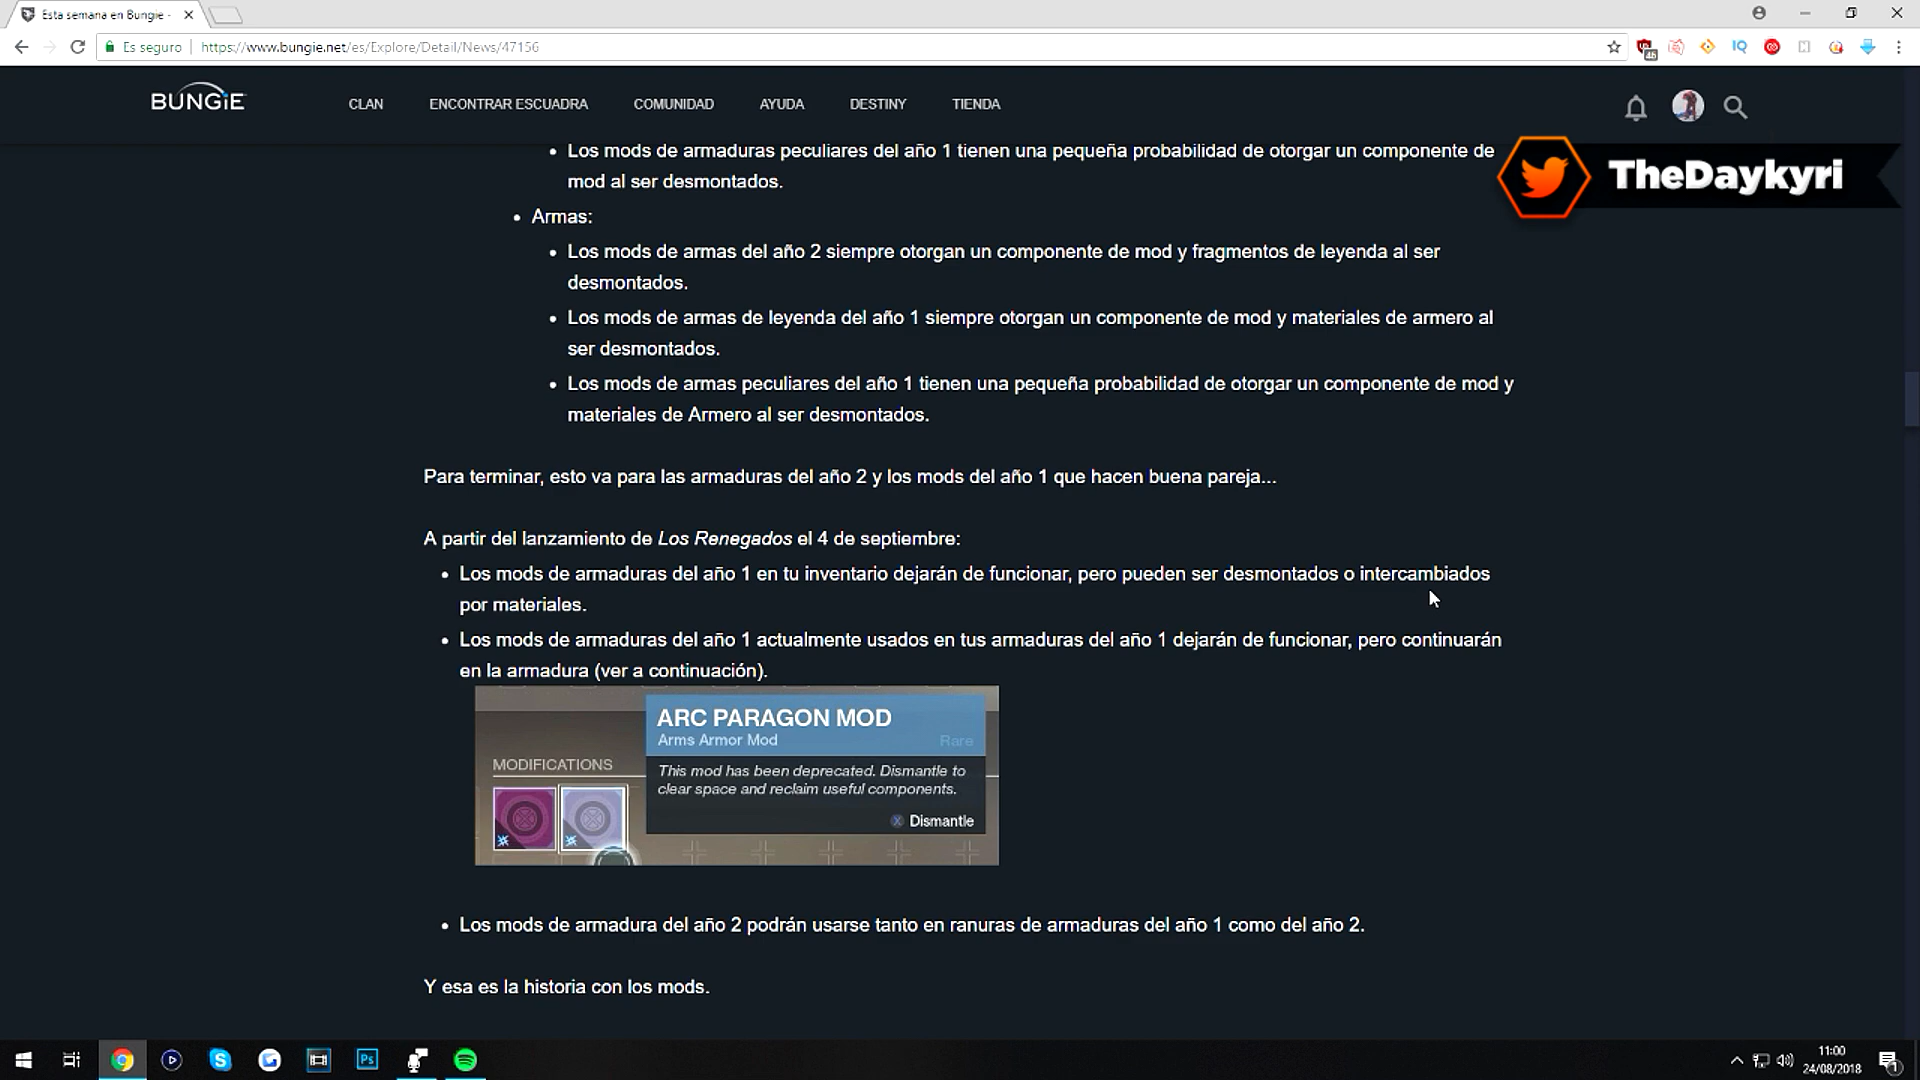 Esta semana en Bungie -
Es seguro
https://www.bungie.net/es/Explore/Detail/News/47156
46
IQ
BUNGiE
CLAN
ENCONTRAR ESCUADRA
COMUNIDAD
AYUDA
DESTINY
TIENDA
• Los mods de armaduras peculiares del año 1 tienen una pequeña probabilidad de otorgar un componente de
mod al ser desmontados.
TheDaykyri
• Armas:
• Los mods de armas del año 2 siempre otorgan un componente de mod y fragmentos de leyenda al ser
desmontados.
• Los mods de armas de leyenda del año 1 siempre otorgan un componente de mod y materiales de armero al
ser desmontados.
• Los mods de armas peculiares del año 1 tienen una pequeña probabilidad de otorgar un componente de mod y
materiales de Armero al ser desmontados.
Para terminar, esto va para las armaduras del año 2 y los mods del año 1 que hacen buena pareja...
A partir del lanzamiento de Los Renegados el 4 de septiembre:
• Los mods de armaduras del año 1 en tu inventario dejarán de funcionar, pero pueden ser desmontados o intercambiados
por materiales.
• Los mods de armaduras del año 1 actualmente usados en tus armaduras del año 1 dejarán de funcionar, pero continuarán
en la armadura (ver a continuación).
ARC PARAGON MOD
Arms Armor Mod
Rare
MODIFICATIONS
This mod has been deprecated. Dismantle to
clear space and reclaim useful components.
X Dismantle
• Los mods de armadura del año 2 podrán usarse tanto en ranuras de armaduras del año 1 como del año 2.
Y esa es la historia con los mods.
Ps
11:00
24/08/2018
1